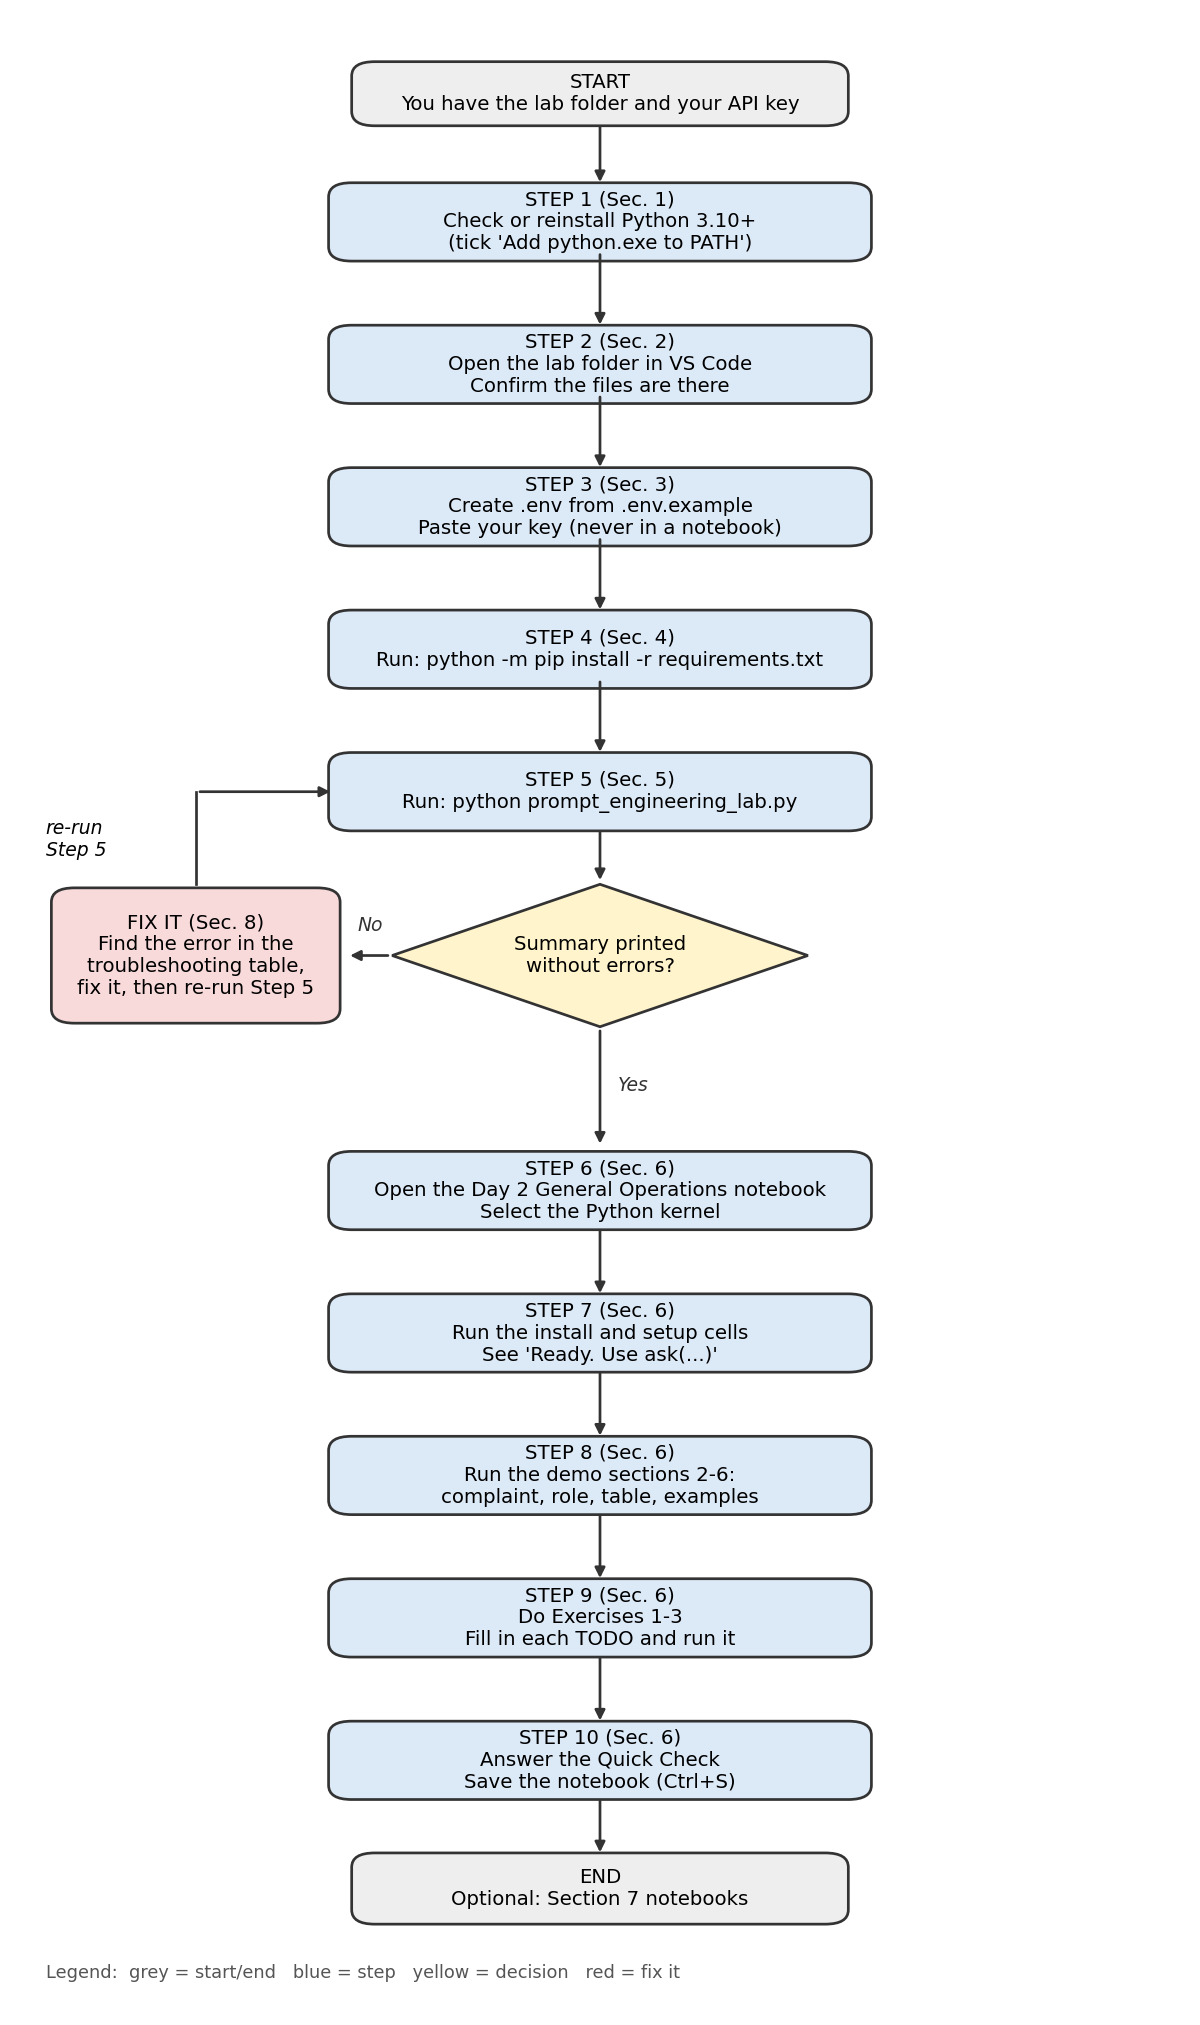 START
You have the lab folder and your API key
STEP 1 (Sec. 1)
Check or reinstall Python 3.10+
(tick 'Add python.exe to PATH')
STEP 2 (Sec. 2)
Open the lab folder in VS Code
Confirm the files are there
STEP 3 (Sec. 3)
Create .env from .env.example
Paste your key (never in a notebook)
STEP 4 (Sec. 4)
Run: python -m pip install -r requirements.txt
STEP 5 (Sec. 5)
Run: python prompt_engineering_lab.py
re-run
Step 5
FIX IT (Sec. 8)
Find the error in the
troubleshooting table,
fix it, then re-run Step 5
No
Summary printed
without errors?
Yes
STEP 6 (Sec. 6)
Open the Day 2 General Operations notebook
Select the Python kernel
STEP 7 (Sec. 6)
Run the install and setup cells
See 'Ready. Use ask(...)'
STEP 8 (Sec. 6)
Run the demo sections 2-6:
complaint, role, table, examples
STEP 9 (Sec. 6)
Do Exercises 1-3
Fill in each TODO and run it
STEP 10 (Sec. 6)
Answer the Quick Check
Save the notebook (Ctrl+S)
END
Optional: Section 7 notebooks
Legend:  grey = start/end   blue = step   yellow = decision   red = fix it